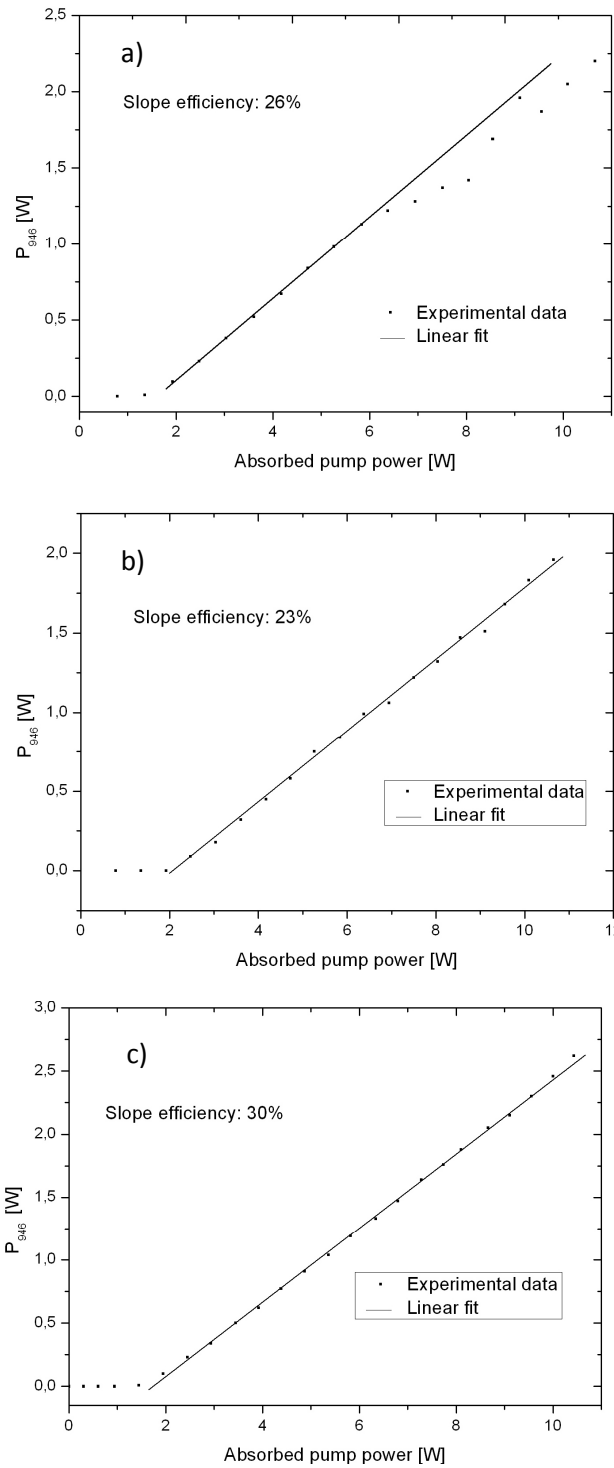 2,5
a)
Slope efficiency: 26%
2,0
1,5
P946 [W]
1,0
Experimental data
Linear fit
0,5
0,0
0 2 4 6 8 10
Absorbed pump power [W]
b)
2,0
Slope efficiency: 23%
1,5
P946 [W]
1,0
Experimental data
Linear fit
0,5
0,0
0 2 4 6 8 10 12
Absorbed pump power [W]
3,0
c)
2,5
Slope efficiency: 30%
2,0
1,5
P946 [W]
1,0
Experimental data
Linear fit
0,5
0,0
0 2 4 6 8 10
Absorbed pump power [W]